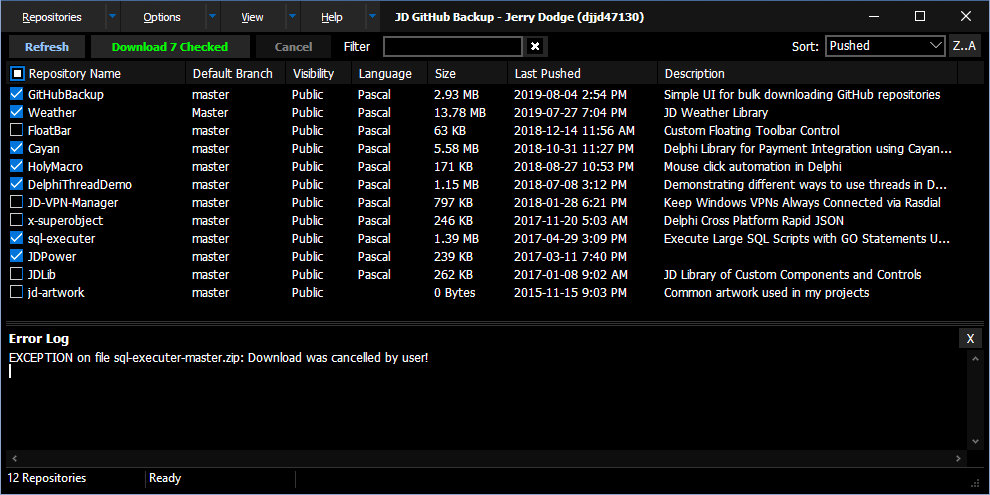 Repositories Options View Help JD GitHub Backup - Jerry Dodge (djjd47130)
Refresh Download 7 Checked Cancel Filter Sort: Pushed Z..A
Repository Name Default Branch Visibility Language Size Last Pushed Description
GitHubBackup master Public Pascal 2.93 MB 2019-08-04 2:54 PM Simple UI for bulk downloading GitHub repositories
Weather Master Public Pascal 13.78 MB 2019-07-27 7:04 PM JD Weather Library
FloatBar master Public Pascal 63 KB 2018-12-14 11:56 AM Custom Floating Toolbar Control
Cayan master Public Pascal 5.58 MB 2018-10-31 11:27 PM Delphi Library for Payment Integration using Cayan...
HolyMacro master Public Pascal 171 KB 2018-08-27 10:53 PM Mouse click automation in Delphi
DelphiThreadDemo master Public Pascal 1.15 MB 2018-07-08 3:12 PM Demonstrating different ways to use threads in D...
JD-VPN-Manager master Public Pascal 797 KB 2018-01-28 6:21 PM Keep Windows VPNs Always Connected via Rasdial
x-superobject master Public Pascal 246 KB 2017-11-20 5:03 AM Delphi Cross Platform Rapid JSON
sql-executer master Public Pascal 1.39 MB 2017-04-29 3:09 PM Execute Large SQL Scripts with GO Statements U...
JDPower master Public Pascal 239 KB 2017-03-11 7:40 PM
JDLib master Public Pascal 262 KB 2017-01-08 9:02 AM JD Library of Custom Components and Controls
jd-artwork master Public 0 Bytes 2015-11-15 9:03 PM Common artwork used in my projects
Error Log X
EXCEPTION on file sql-executer-master.zip: Download was cancelled by user!
12 Repositories Ready